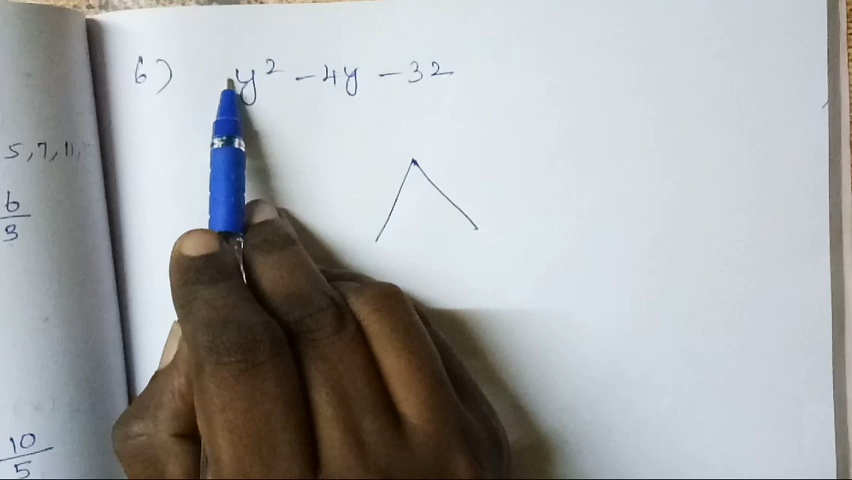 6) y² - 4y - 32
5, 7, 11,
6/3
10/5